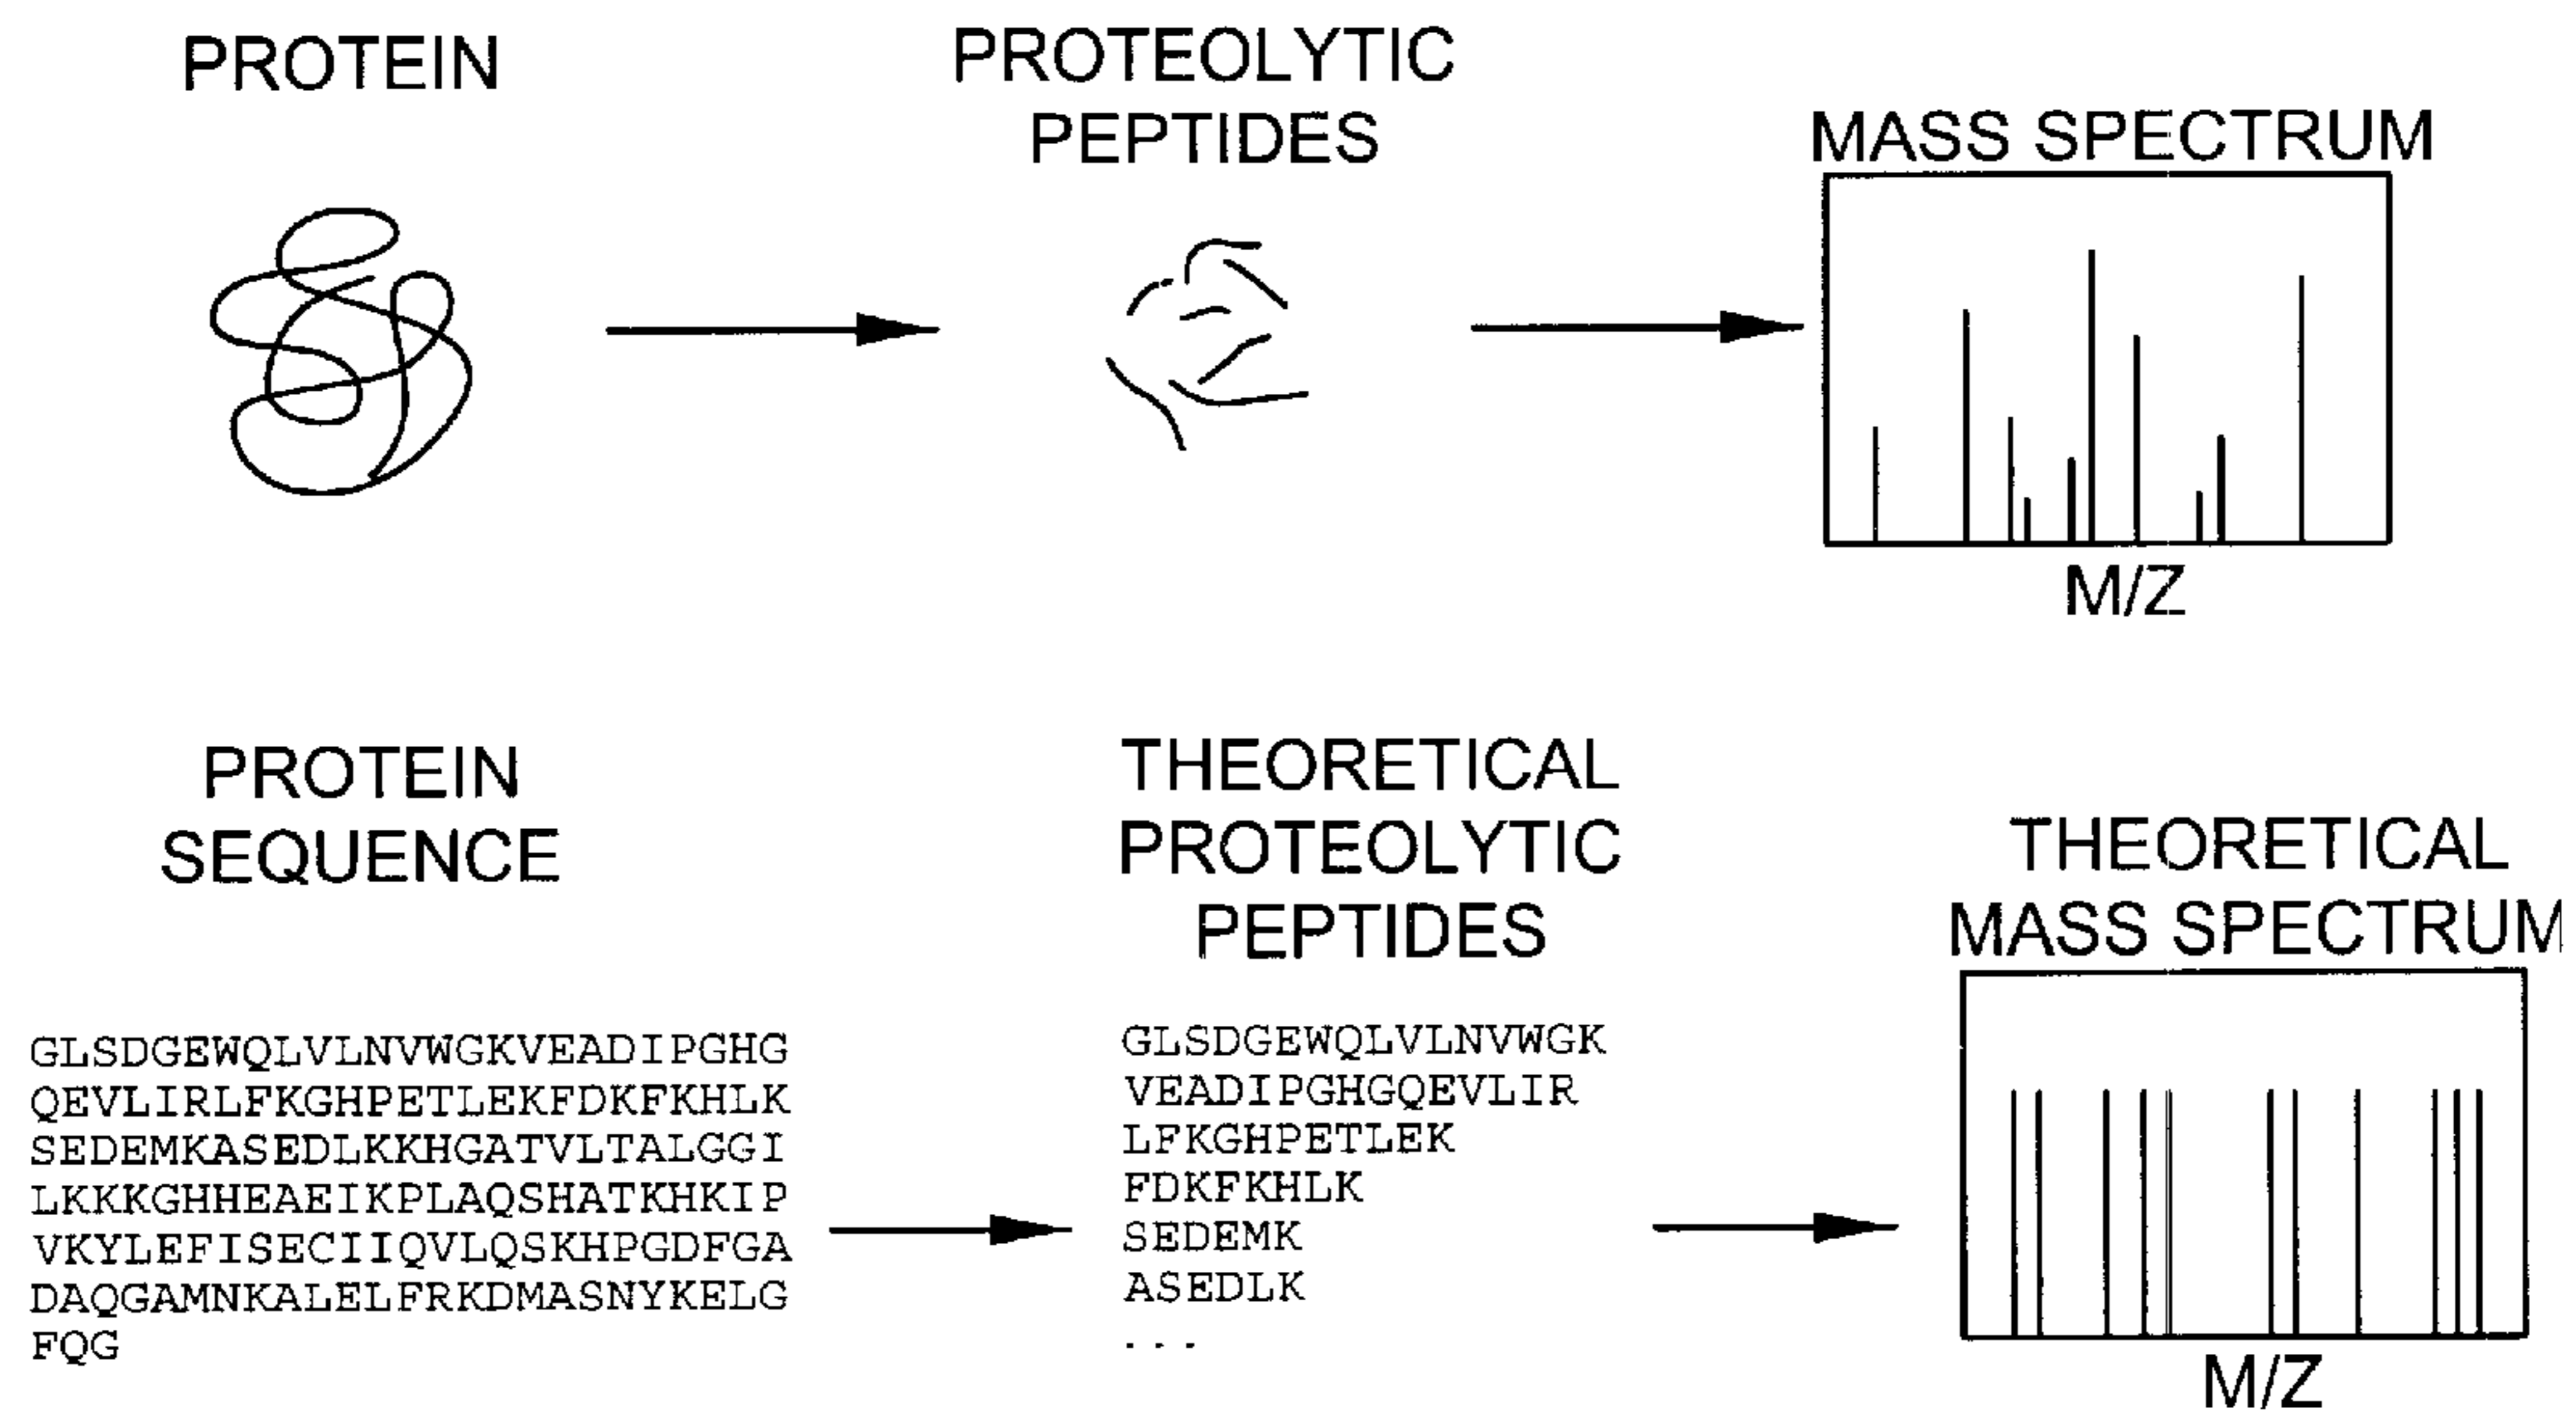 PROTEIN
PROTEOLYTIC
PEPTIDES
MASS SPECTRUM
M/Z
PROTEIN
SEQUENCE
THEORETICAL
PROTEOLYTIC
PEPTIDES
THEORETICAL
MASS SPECTRUM
GLSDGEWQLVLNVWGKVEADIPGHG
QEVLIRLFKGHPETLEKFDKFKHLK
SEDEMKASEDLKKHGATVLTALGGI
LKKKGHHEAEIKPLAQSHATKHKIP
VKYLEFISECIIQVLQSKHPGDFGA
DAQGAMNKALELFRKDMASNYKELG
FQG
GLSDGEWQLVLNVWGK
VEADIPGHGQEVLIR
LFKGHPETLEK
FDKFKHLK
SEDEMK
ASEDLK
...
M/Z